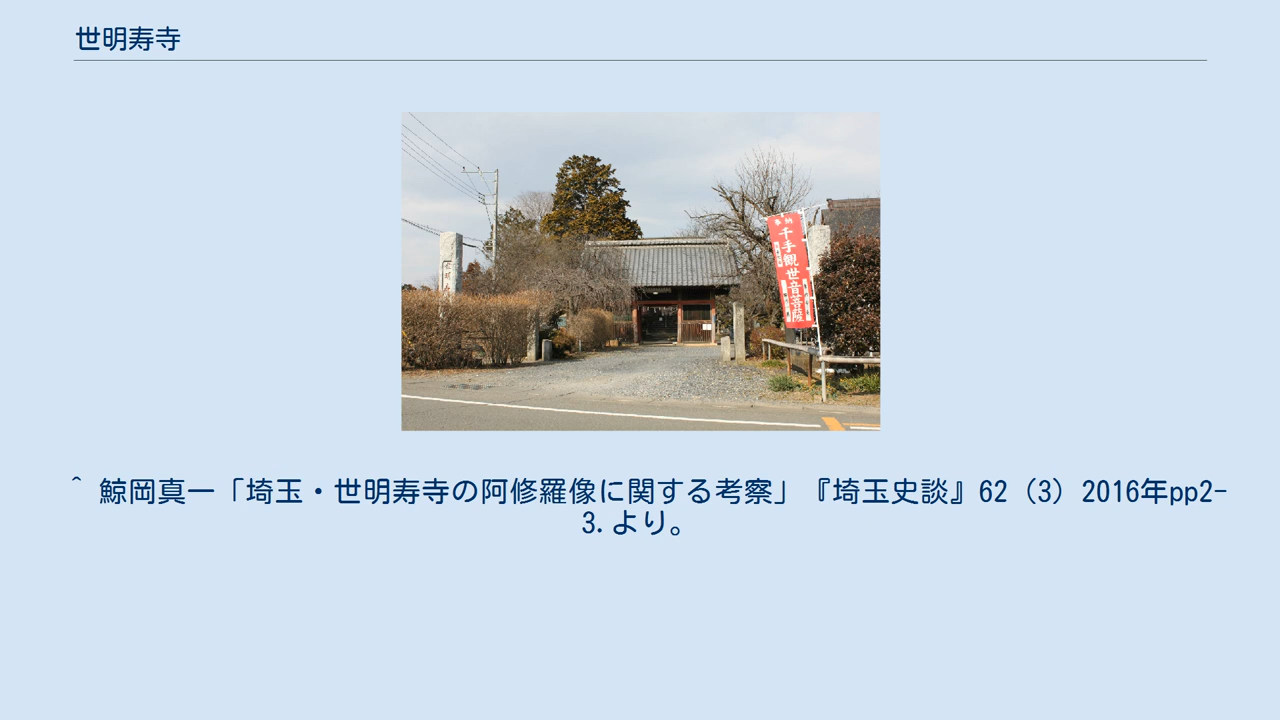 世明寿寺
奉納
千手観世音菩薩
^ 鯨岡真一「埼玉・世明寿寺の阿修羅像に関する考察」『埼玉史談』62（3）2016年pp2-
3.より。